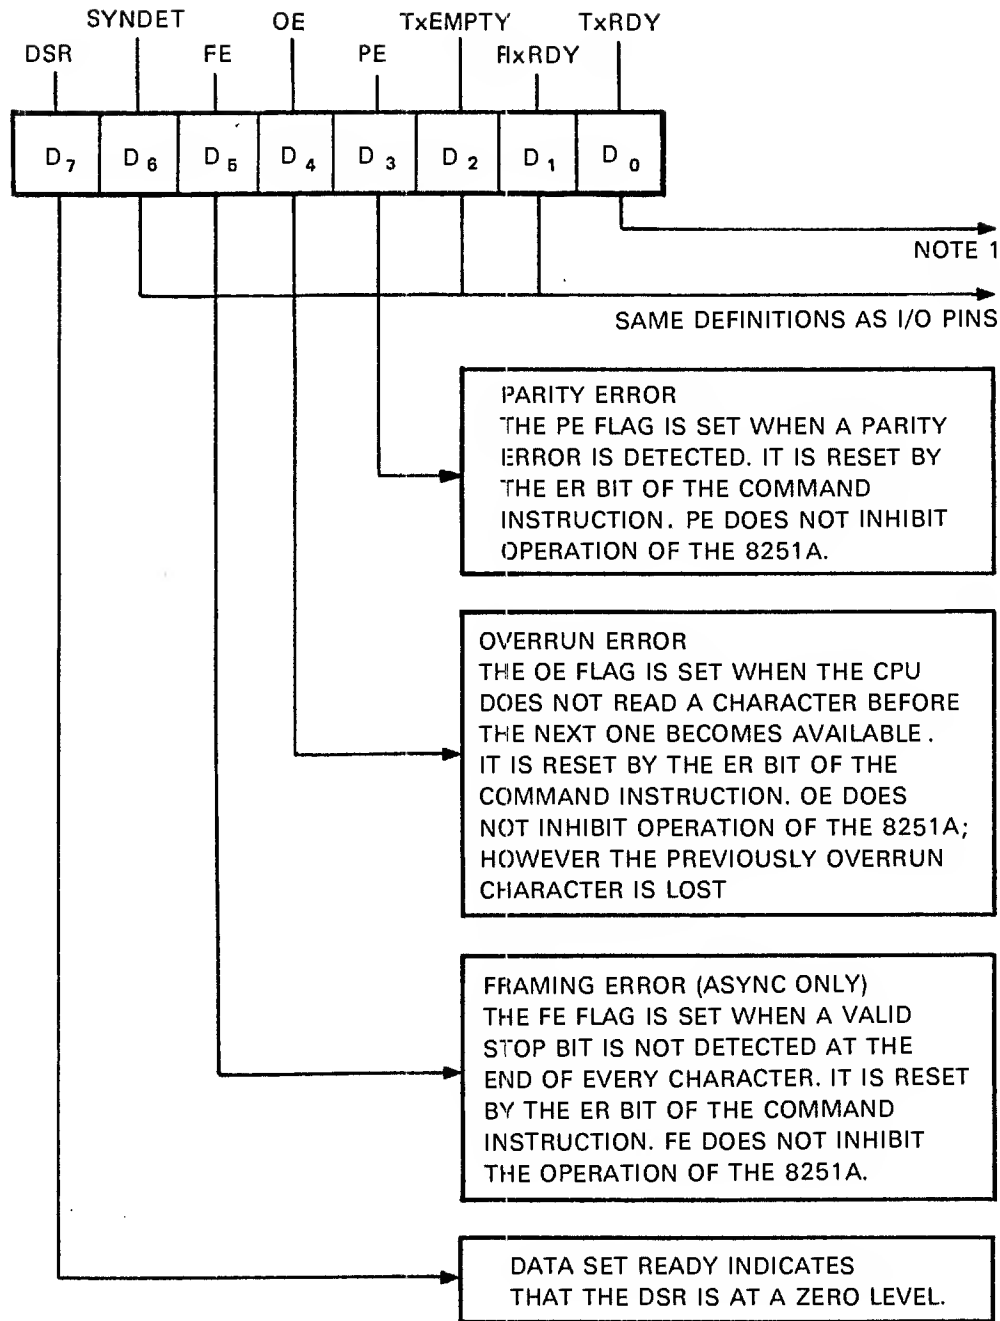 SYNDET OE TxEMPTY TxRDY
DSR FE PE RxRDY
D7 D6 D5 D4 D3 D2 D1 D0
NOTE 1
SAME DEFINITIONS AS I/O PINS
PARITY ERROR
THE PE FLAG IS SET WHEN A PARITY
ERROR IS DETECTED. IT IS RESET BY
THE ER BIT OF THE COMMAND
INSTRUCTION. PE DOES NOT INHIBIT
OPERATION OF THE 8251A.
OVERRUN ERROR
THE OE FLAG IS SET WHEN THE CPU
DOES NOT READ A CHARACTER BEFORE
THE NEXT ONE BECOMES AVAILABLE.
IT IS RESET BY THE ER BIT OF THE
COMMAND INSTRUCTION. OE DOES
NOT INHIBIT OPERATION OF THE 8251A;
HOWEVER THE PREVIOUSLY OVERRUN
CHARACTER IS LOST
FRAMING ERROR (ASYNC ONLY)
THE FE FLAG IS SET WHEN A VALID
STOP BIT IS NOT DETECTED AT THE
END OF EVERY CHARACTER. IT IS RESET
BY THE ER BIT OF THE COMMAND
INSTRUCTION. FE DOES NOT INHIBIT
THE OPERATION OF THE 8251A.
DATA SET READY INDICATES
THAT THE DSR IS AT A ZERO LEVEL.